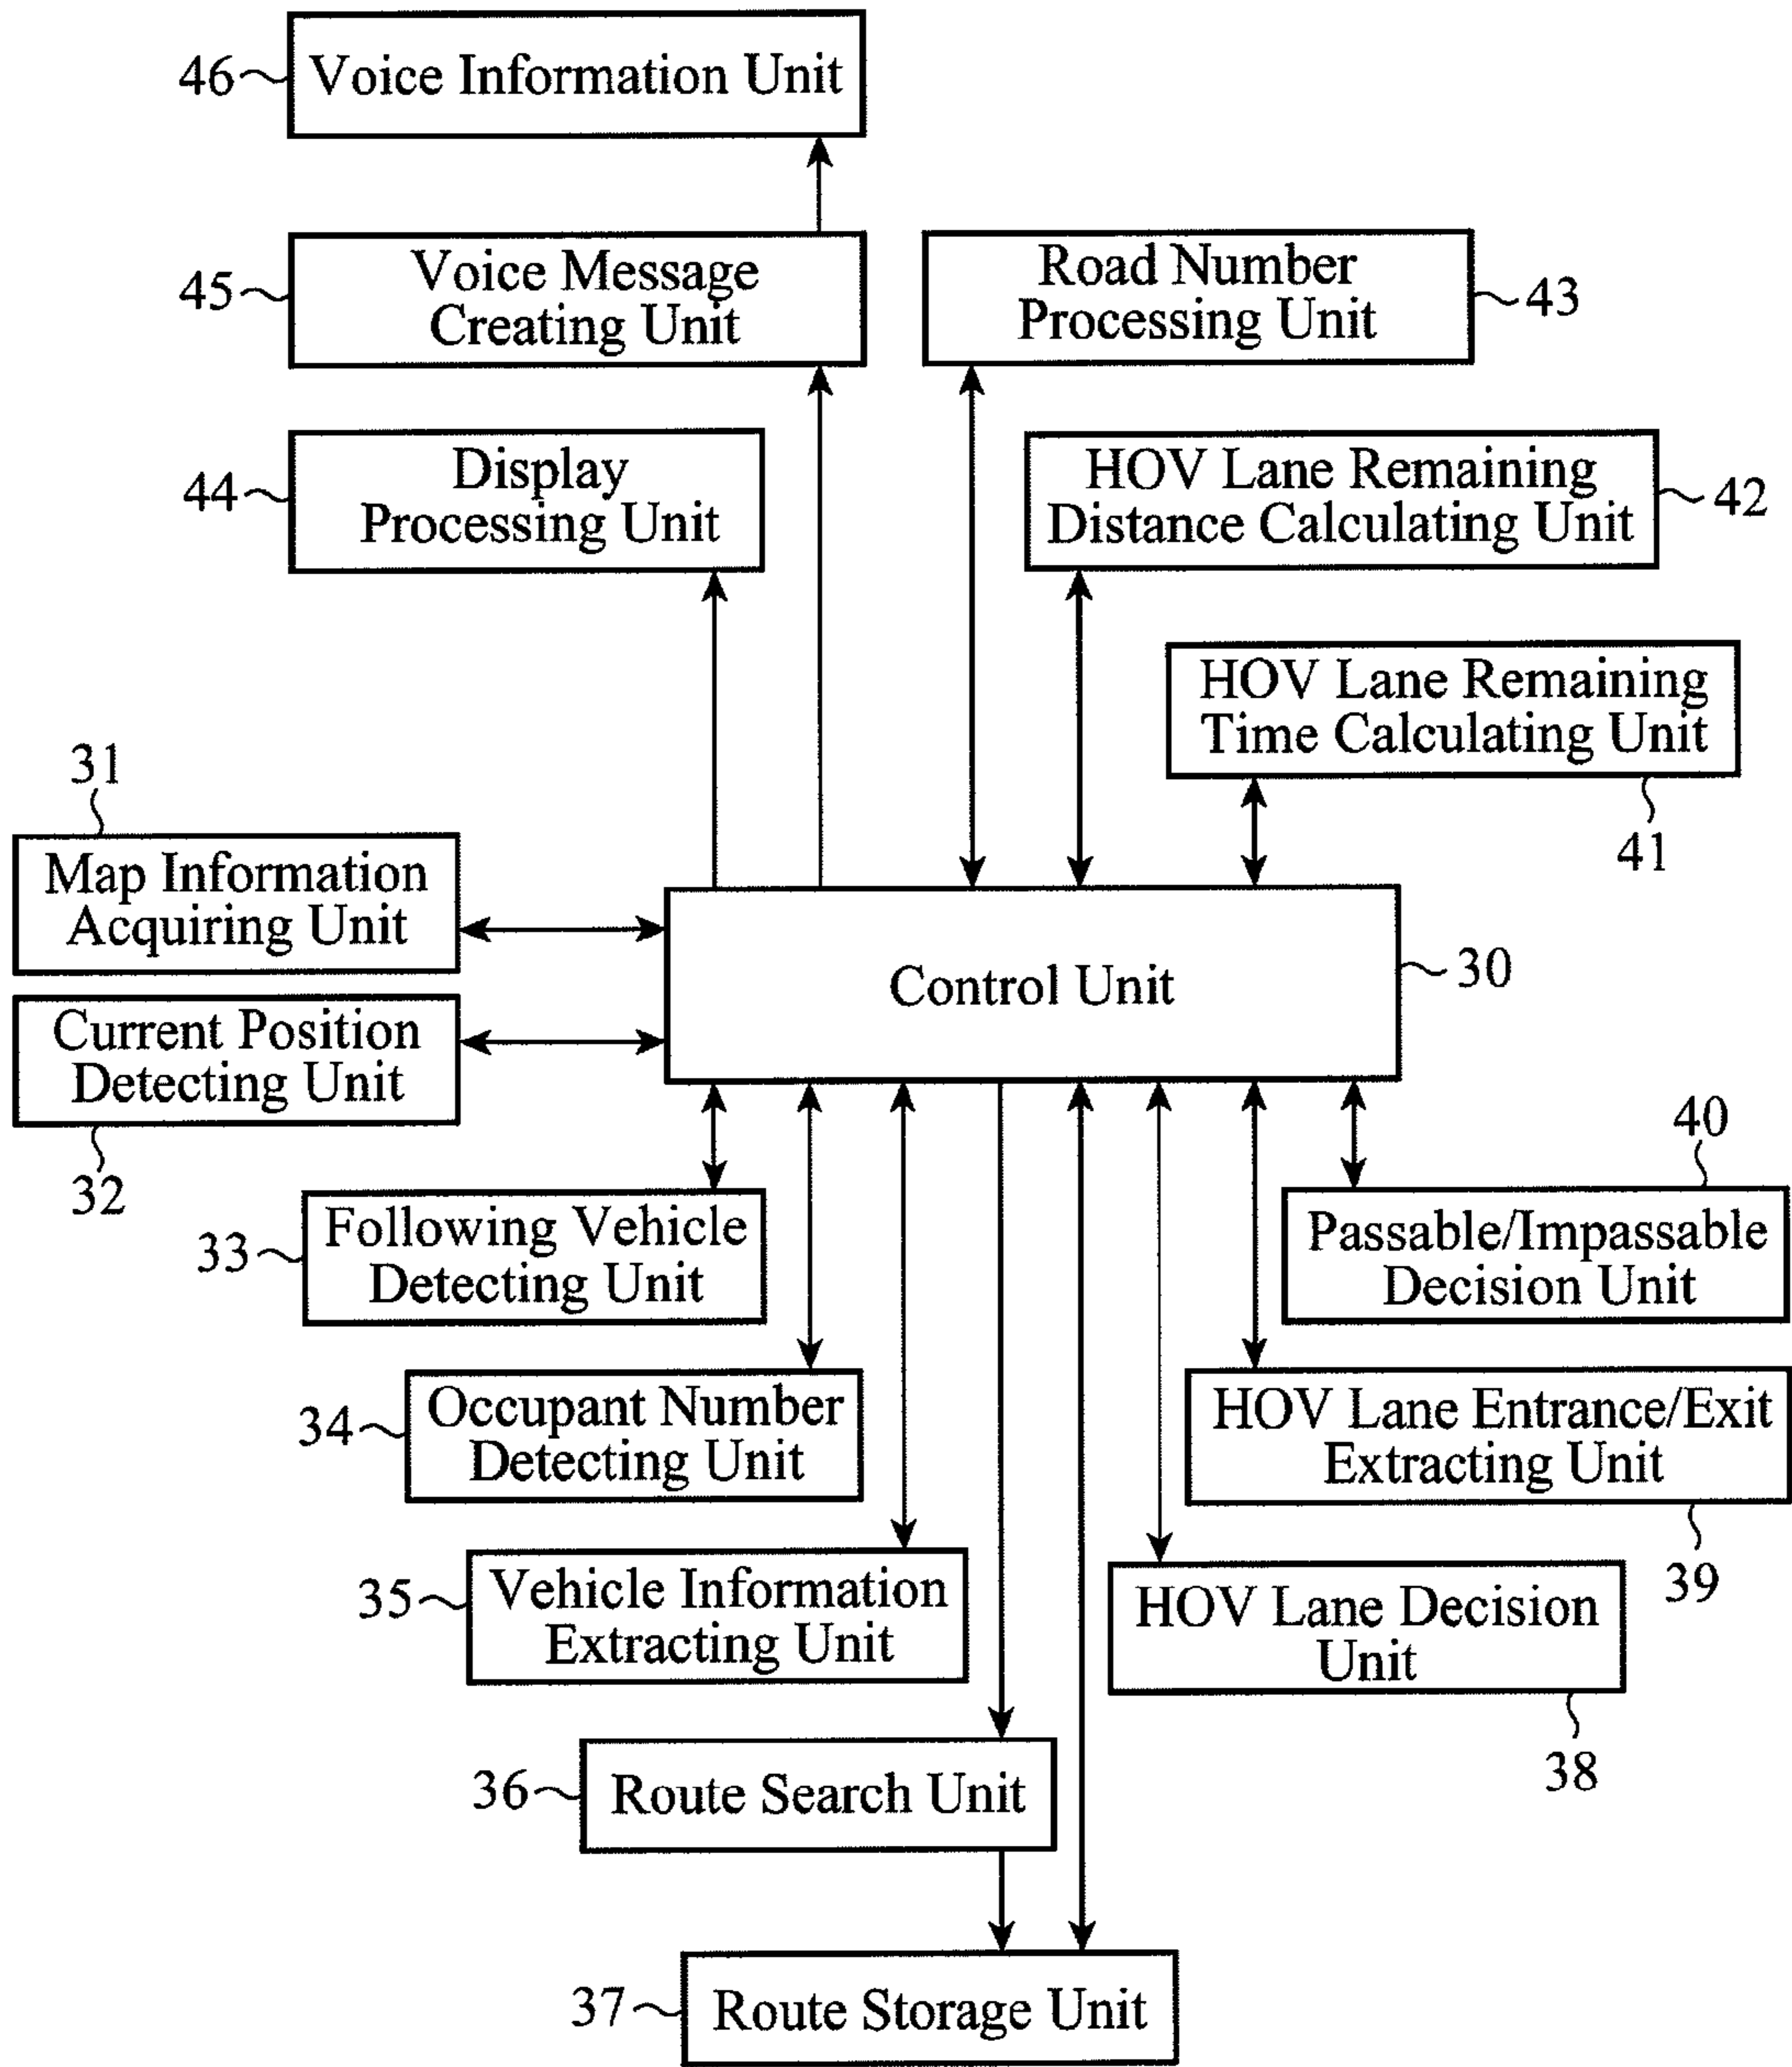 46
Voice Information Unit
45
Voice Message
Creating Unit
Road Number
Processing Unit
43
44
Display
Processing Unit
HOV Lane Remaining
Distance Calculating Unit
42
HOV Lane Remaining
Time Calculating Unit
41
31
Map Information
Acquiring Unit
Control Unit
30
Current Position
Detecting Unit
32
33
Following Vehicle
Detecting Unit
40
Passable/Impassable
Decision Unit
34
Occupant Number
Detecting Unit
HOV Lane Entrance/Exit
Extracting Unit
39
35
Vehicle Information
Extracting Unit
HOV Lane Decision
Unit
38
36
Route Search Unit
37
Route Storage Unit